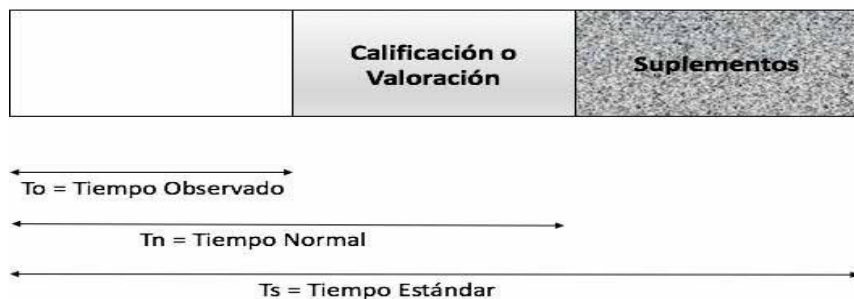 Calificación o
Valoración
Suplementos
To = Tiempo Observado
Tn = Tiempo Normal
Ts = Tiempo Estándar